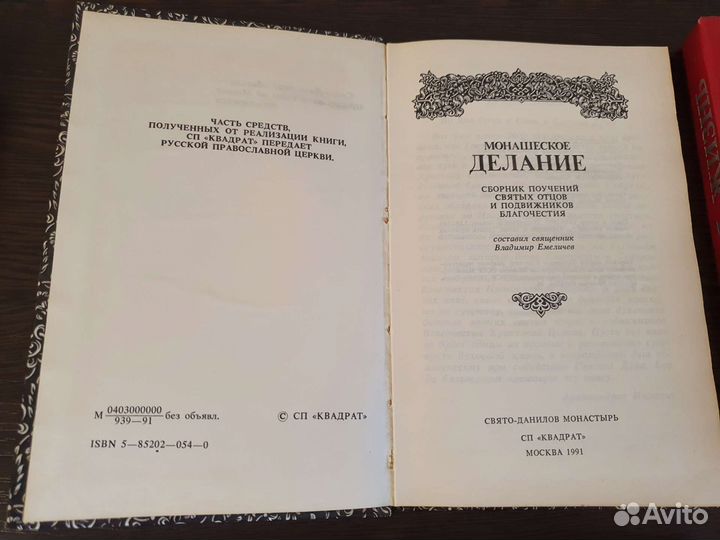 ЧАСТЬ СРЕДСТВ,
ПОЛУЧЕННЫХ ОТ РЕАЛИЗАЦИИ КНИГИ,
СП «КВАДРАТ» ПЕРЕДАЕТ
РУССКОЙ ПРАВОСЛАВНОЙ ЦЕРКВИ.
М 0403000000 без объявл.
939—91
© СП «КВАДРАТ»
ISBN 5—85202—054—0
МОНАШЕСКОЕ
ДЕЛАНИЕ
СБОРНИК ПОУЧЕНИЙ
СВЯТЫХ ОТЦОВ
И ПОДВИЖНИКОВ
БЛАГОЧЕСТИЯ
составил священник
Владимир Емеличев
СВЯТО-ДАНИЛОВ МОНАСТЫРЬ
СП «КВАДРАТ»
МОСКВА 1991
Avito